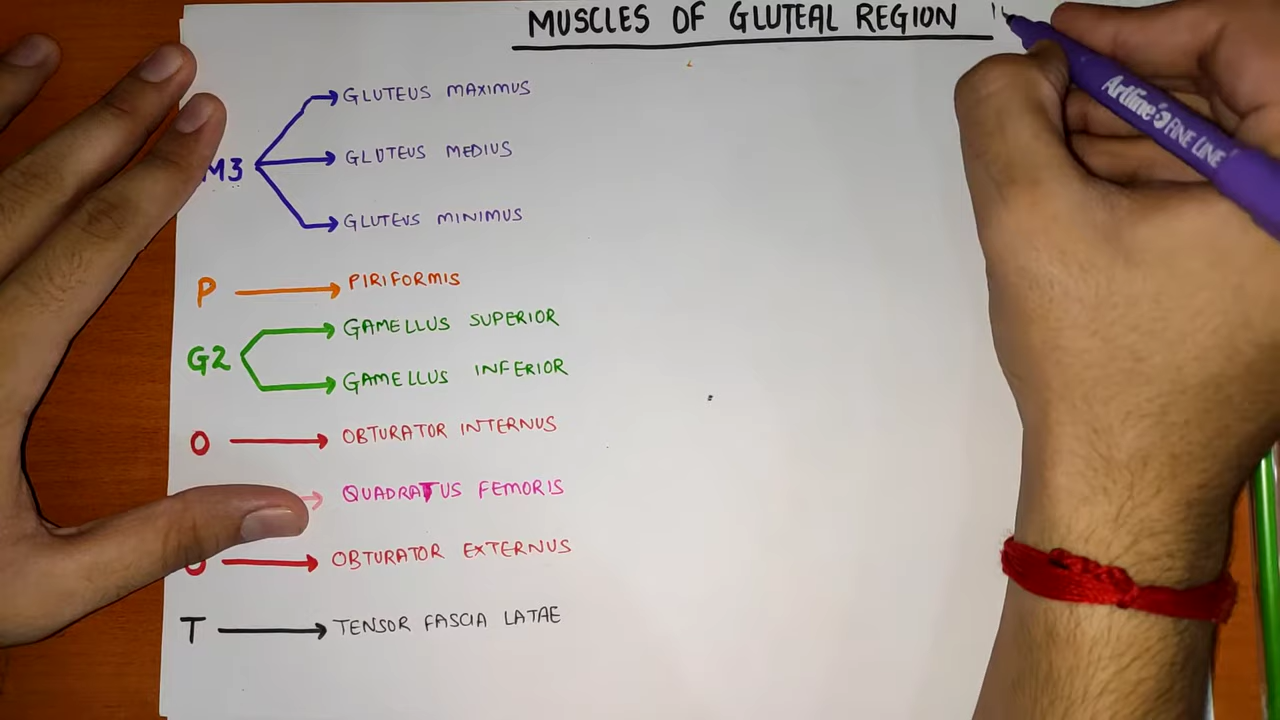 MUSCLES OF GLUTEAL REGION
Artline FINE LINE
M3
GLUTEUS MAXIMUS
GLUTEUS MEDIUS
GLUTEUS MINIMUS
P PIRIFORMIS
G2
GAMELLUS SUPERIOR
GAMELLUS INFERIOR
O OBTURATOR INTERNUS
QUADRATUS FEMORIS
OBTURATOR EXTERNUS
T TENSOR FASCIA LATAE